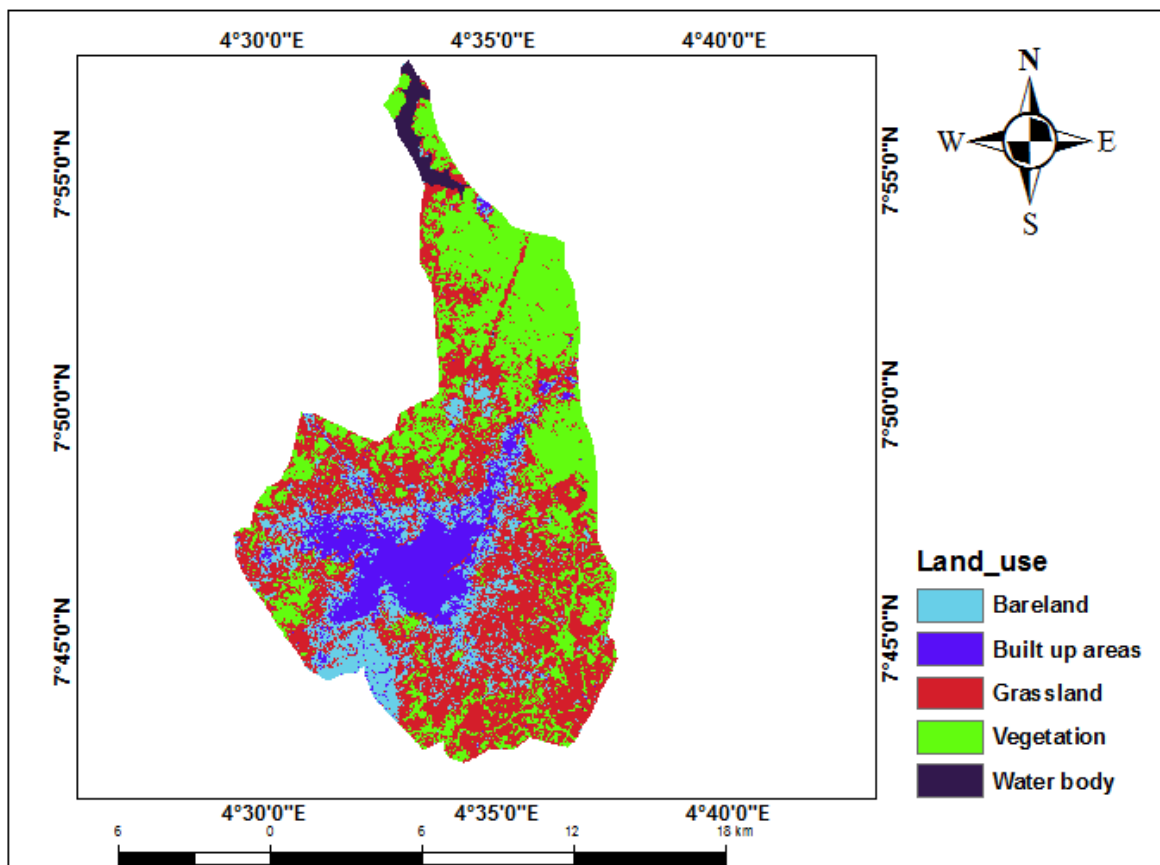 4°30'0"E 4°35'0"E 4°40'0"E
N
W E
S
7°55'0"N 7°55'0"N
7°50'0"N 7°50'0"N
7°45'0"N 7°45'0"N
Land_use
Bareland
Built up areas
Grassland
Vegetation
Water body
4°30'0"E 4°35'0"E 4°40'0"E
6 0 6 12 18 km